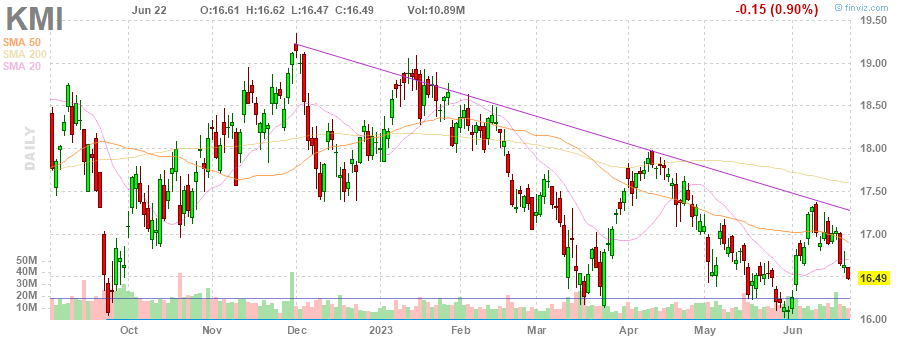 KMI
Jun 22 O:16.61 H:16.62 L:16.47 C:16.49 Vol:10.89M -0.15 (0.90%)
© finviz.com
SMA 50
SMA 200
SMA 20
DAILY
19.50
19.00
18.50
18.00
17.50
17.00
16.49
16.00
50M
40M
30M
20M
10M
Oct Nov Dec 2023 Feb Mar Apr May Jun